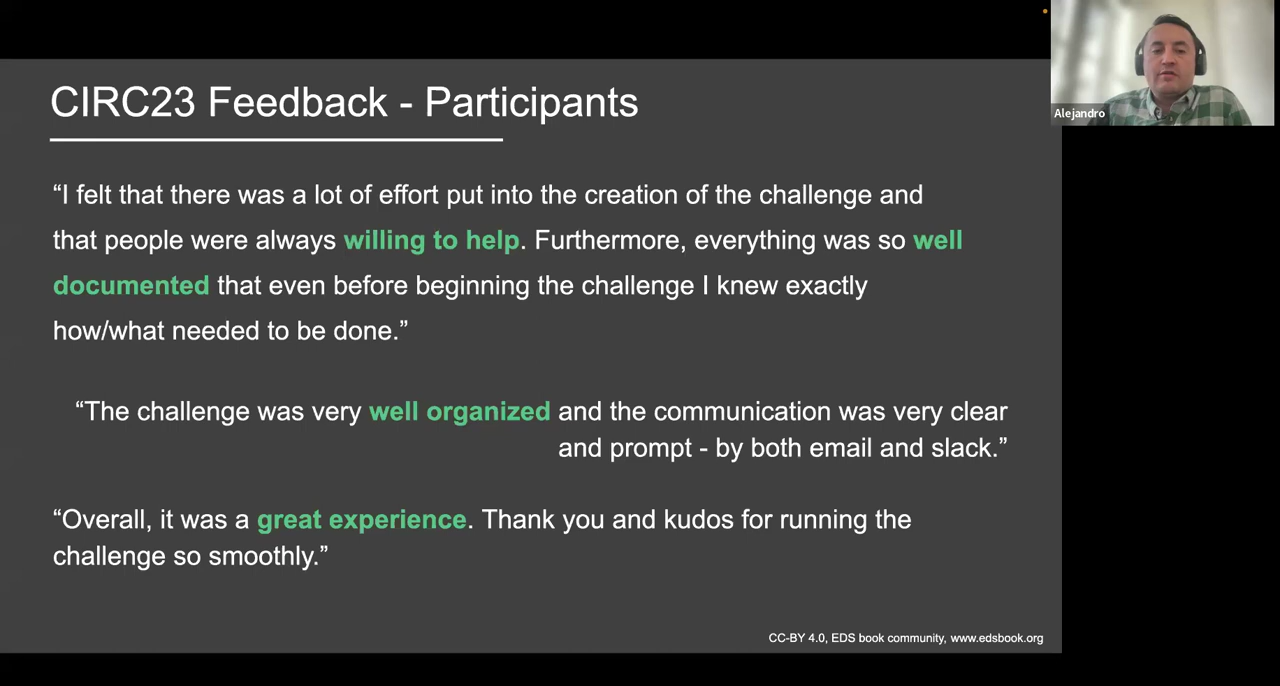 CIRC23 Feedback - Participants
“I felt that there was a lot of effort put into the creation of the challenge and
that people were always willing to help. Furthermore, everything was so well
documented that even before beginning the challenge I knew exactly
how/what needed to be done.”
“The challenge was very well organized and the communication was very clear
and prompt - by both email and slack.”
“Overall, it was a great experience. Thank you and kudos for running the
challenge so smoothly.”
CC-BY 4.0, EDS book community, www.edsbook.org
Alejandro